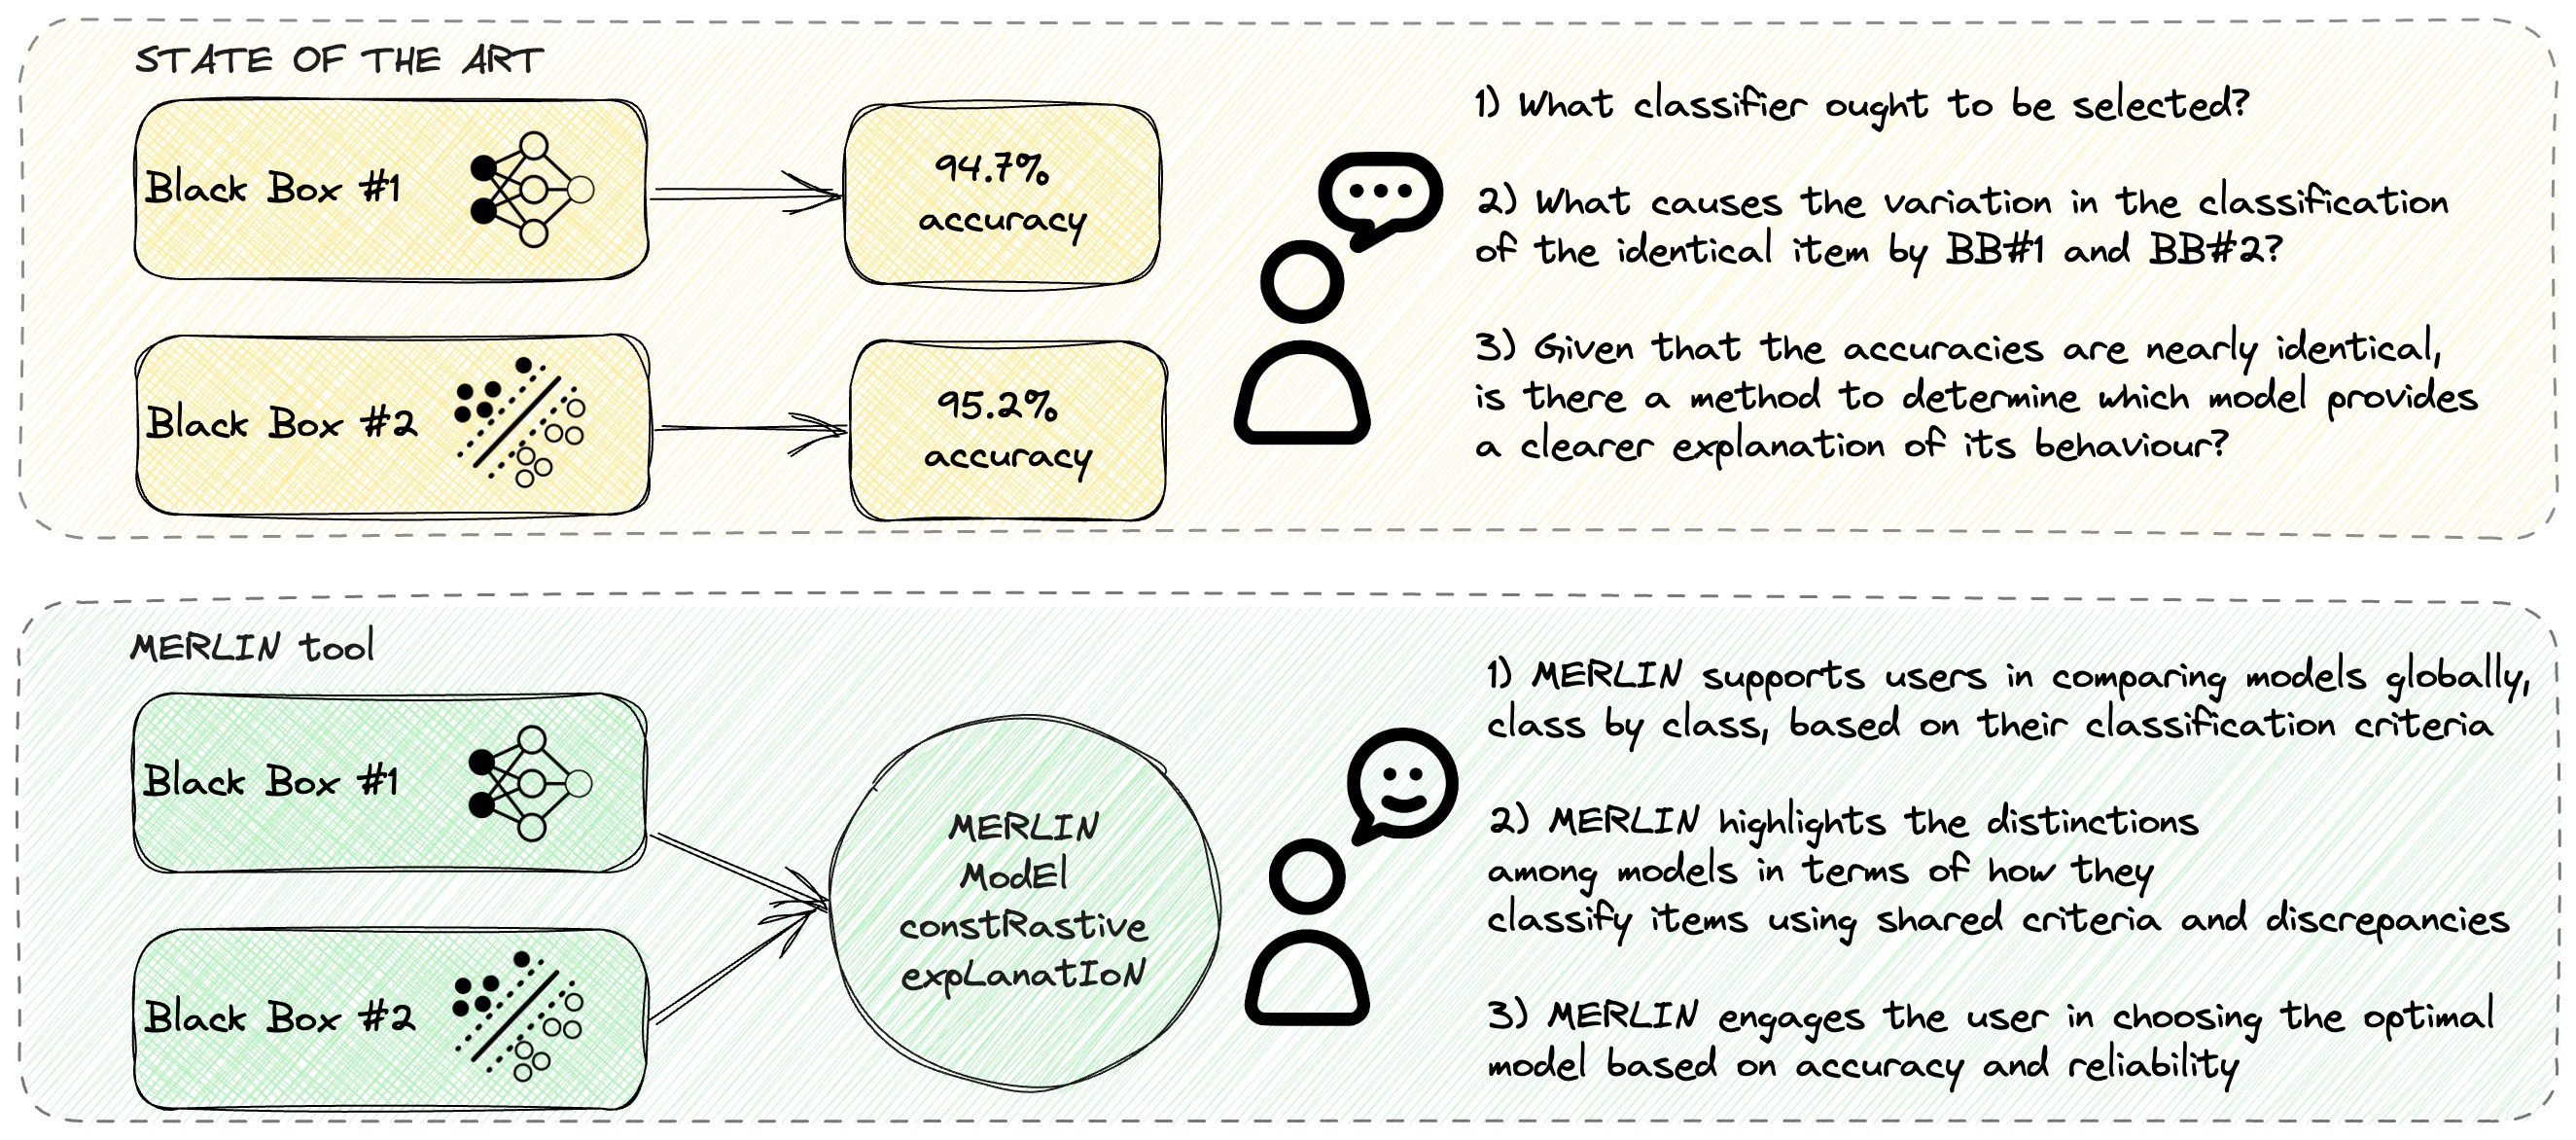 STATE OF THE ART
Black Box #1
94.7%
accuracy
Black Box #2
95.2%
accuracy
1) What classifier ought to be selected?
2) What causes the variation in the classification
of the identical item by BB#1 and BB#2?
3) Given that the accuracies are nearly identical,
is there a method to determine which model provides
a clearer explanation of its behaviour?
MERLIN tool
Black Box #1
Black Box #2
MERLIN
ModEl
constRastive
expLanatIoN
1) MERLIN supports users in comparing models globally,
class by class, based on their classification criteria
2) MERLIN highlights the distinctions
among models in terms of how they
classify items using shared criteria and discrepancies
3) MERLIN engages the user in choosing the optimal
model based on accuracy and reliability